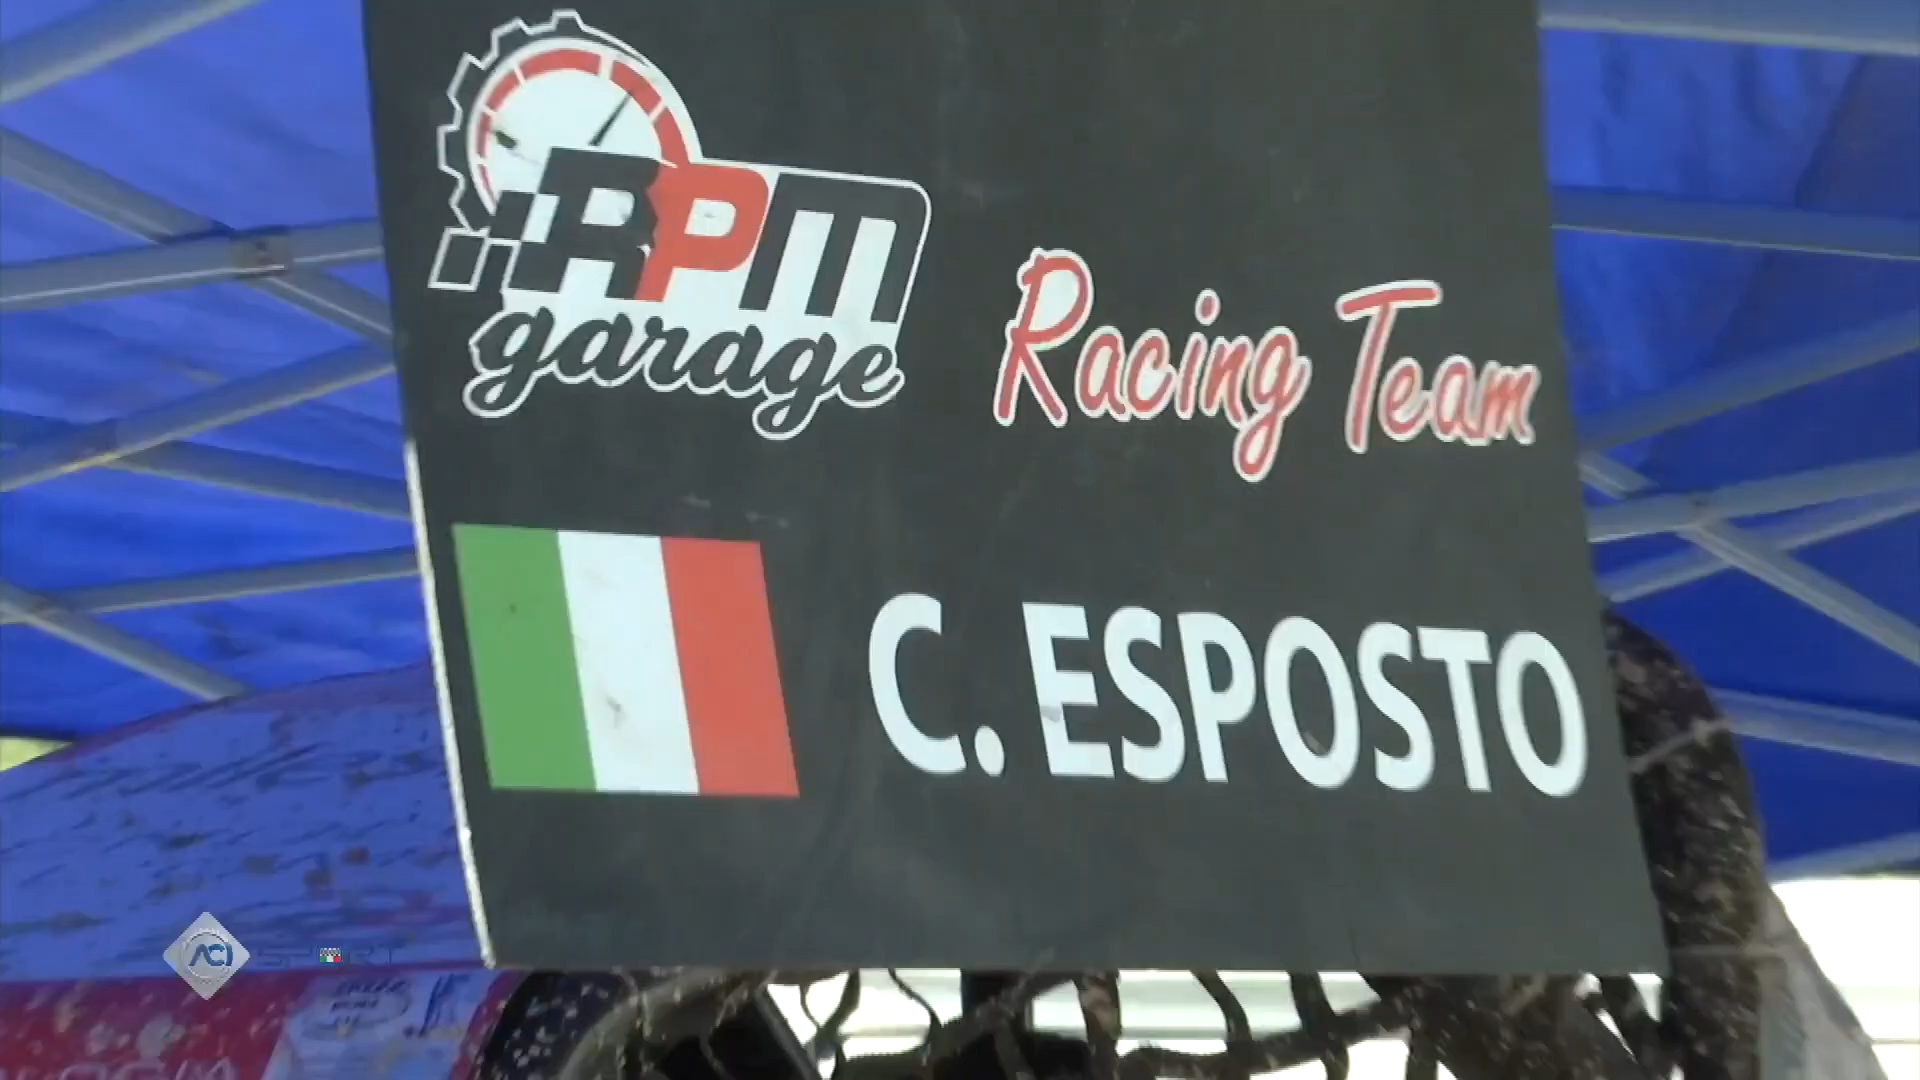 RPM
garage
Racing Team
C. ESPOSTO
ACI SPORT